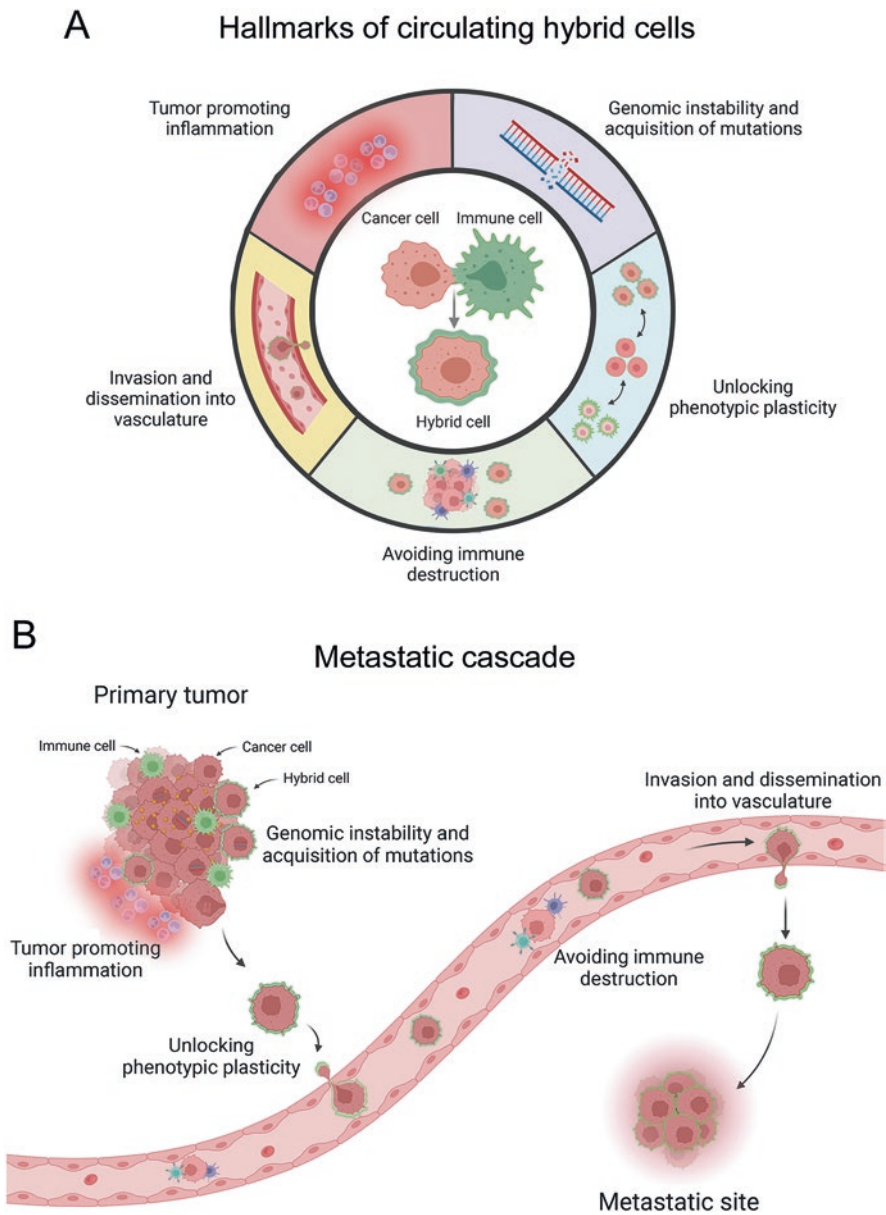 A
Hallmarks of circulating hybrid cells
Tumor promoting
inflammation
Genomic instability and
acquisition of mutations
Cancer cell
Immune cell
Hybrid cell
Invasion and
dissemination into
vasculature
Unlocking
phenotypic plasticity
Avoiding immune
destruction
B
Metastatic cascade
Primary tumor
Immune cell
Cancer cell
Hybrid cell
Genomic instability and
acquisition of mutations
Tumor promoting
inflammation
Unlocking
phenotypic plasticity
Invasion and dissemination
into vasculature
Avoiding immune
destruction
Metastatic site